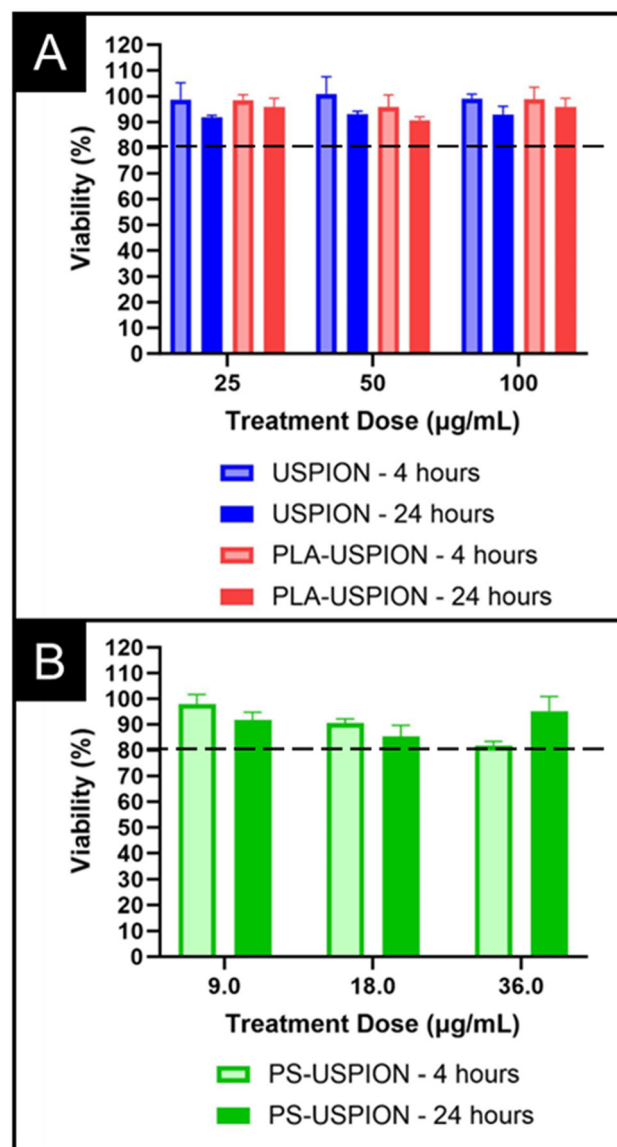 A
Viability (%)
120
110
100
90
80
70
60
50
40
30
20
10
0
25 50 100
Treatment Dose (µg/mL)
USPION - 4 hours
USPION - 24 hours
PLA-USPION - 4 hours
PLA-USPION - 24 hours
B
Viability (%)
120
110
100
90
80
70
60
50
40
30
20
10
0
9.0 18.0 36.0
Treatment Dose (µg/mL)
PS-USPION - 4 hours
PS-USPION - 24 hours